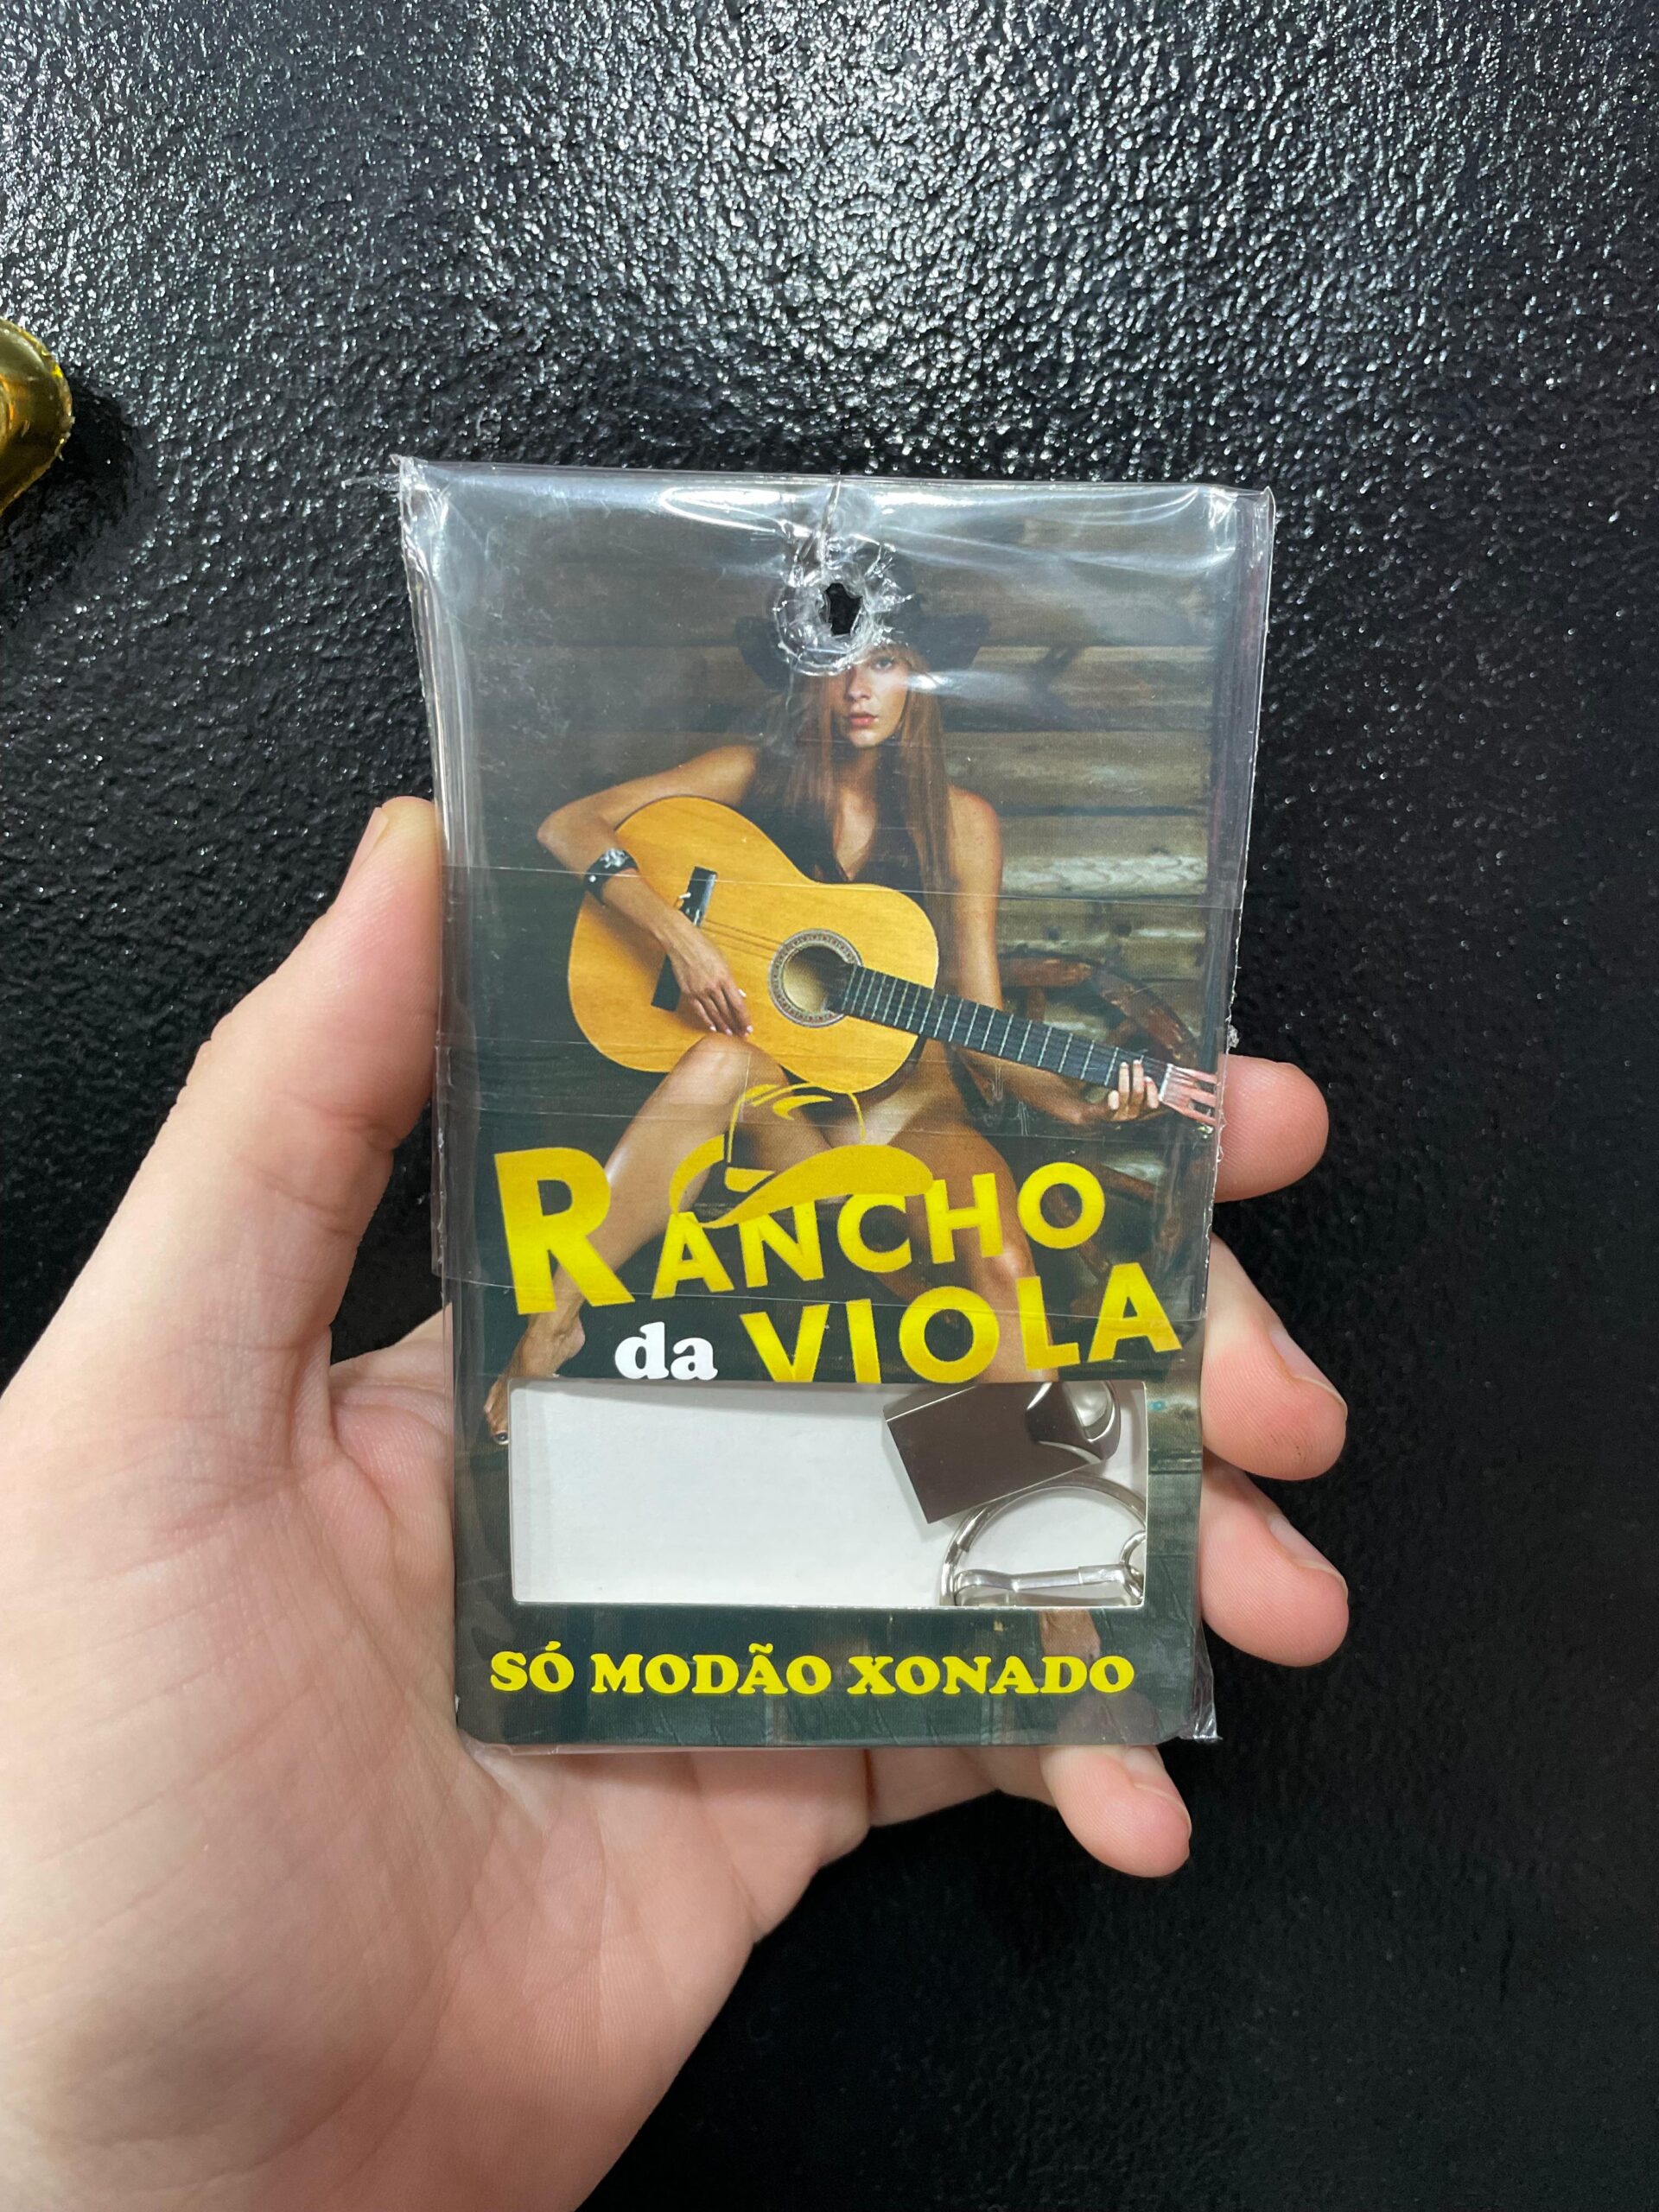 RANCHO
da VIOLA
SÓ MODÃO XONADO